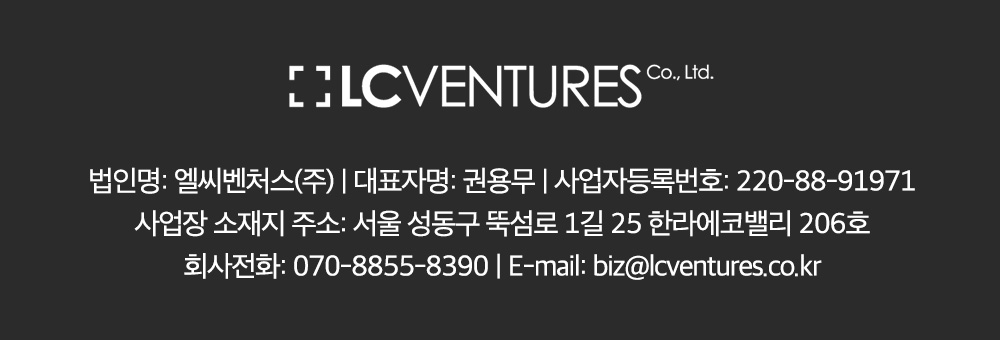 LCVENTURES Co., Ltd.
법인명: 엘씨벤처스(주) | 대표자명: 권용무 | 사업자등록번호: 220-88-91971
사업장 소재지 주소: 서울 성동구 뚝섬로 1길 25 한라에코밸리 206호
회사전화: 070-8855-8390 | E-mail: biz@lcventures.co.kr